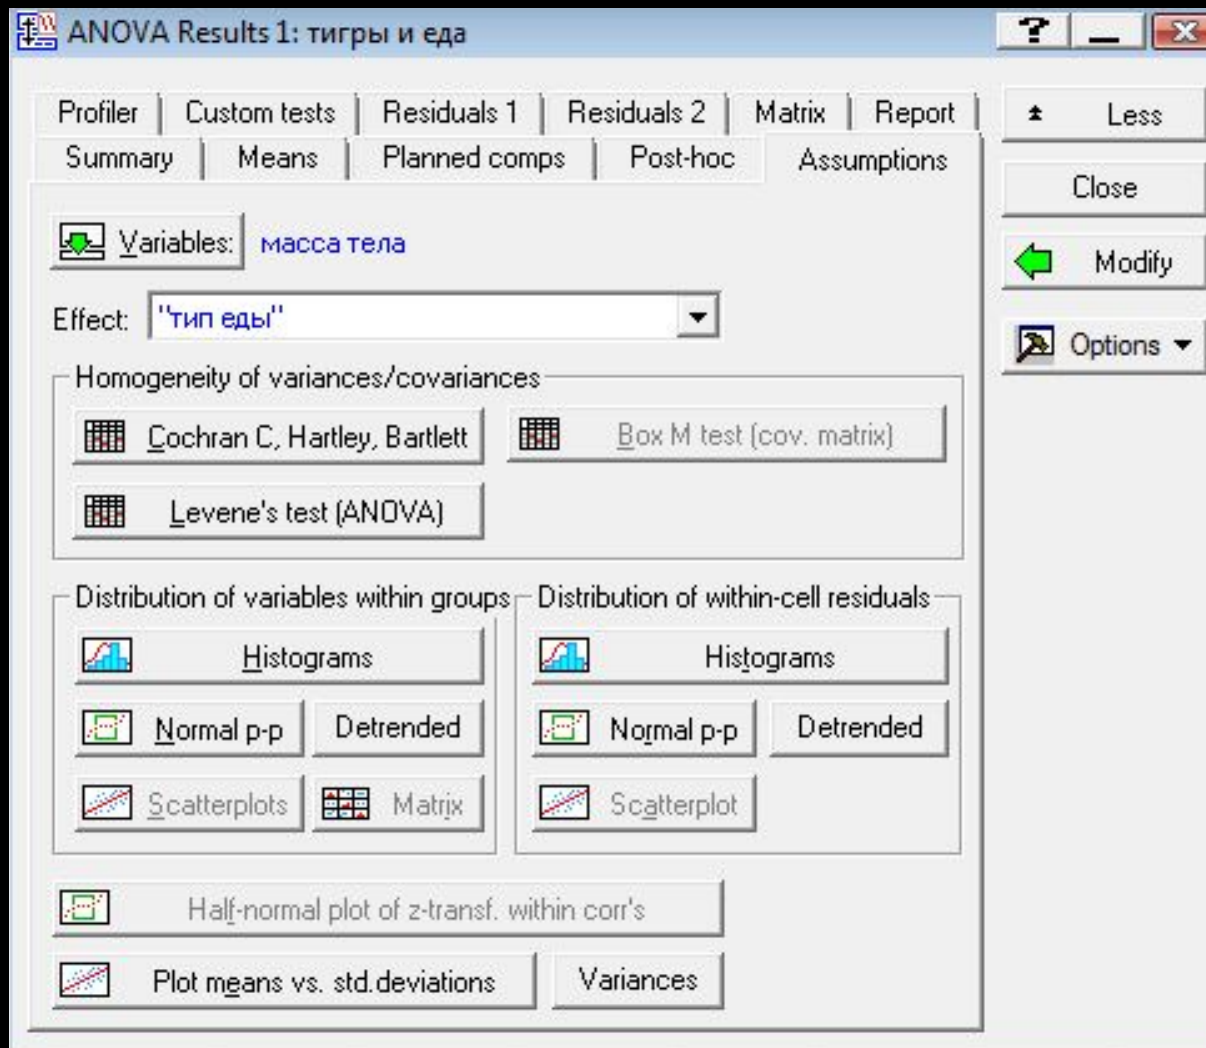 ANOVA Results 1: тигры и еда
Profiler Custom tests Residuals 1 Residuals 2 Matrix Report
Summary Means Planned comps Post-hoc Assumptions
Less
Close
Modify
Options
Variables: масса тела
Effect: "тип еды"
Homogeneity of variances/covariances
Cochran C, Hartley, Bartlett Box M test (cov. matrix)
Levene's test (ANOVA)
Distribution of variables within groups
Histograms
Normal p-p Detrended
Scatterplots Matrix
Distribution of within-cell residuals
Histograms
Normal p-p Detrended
Scatterplot
Half-normal plot of z-transf. within corr's
Plot means vs. std.deviations Variances